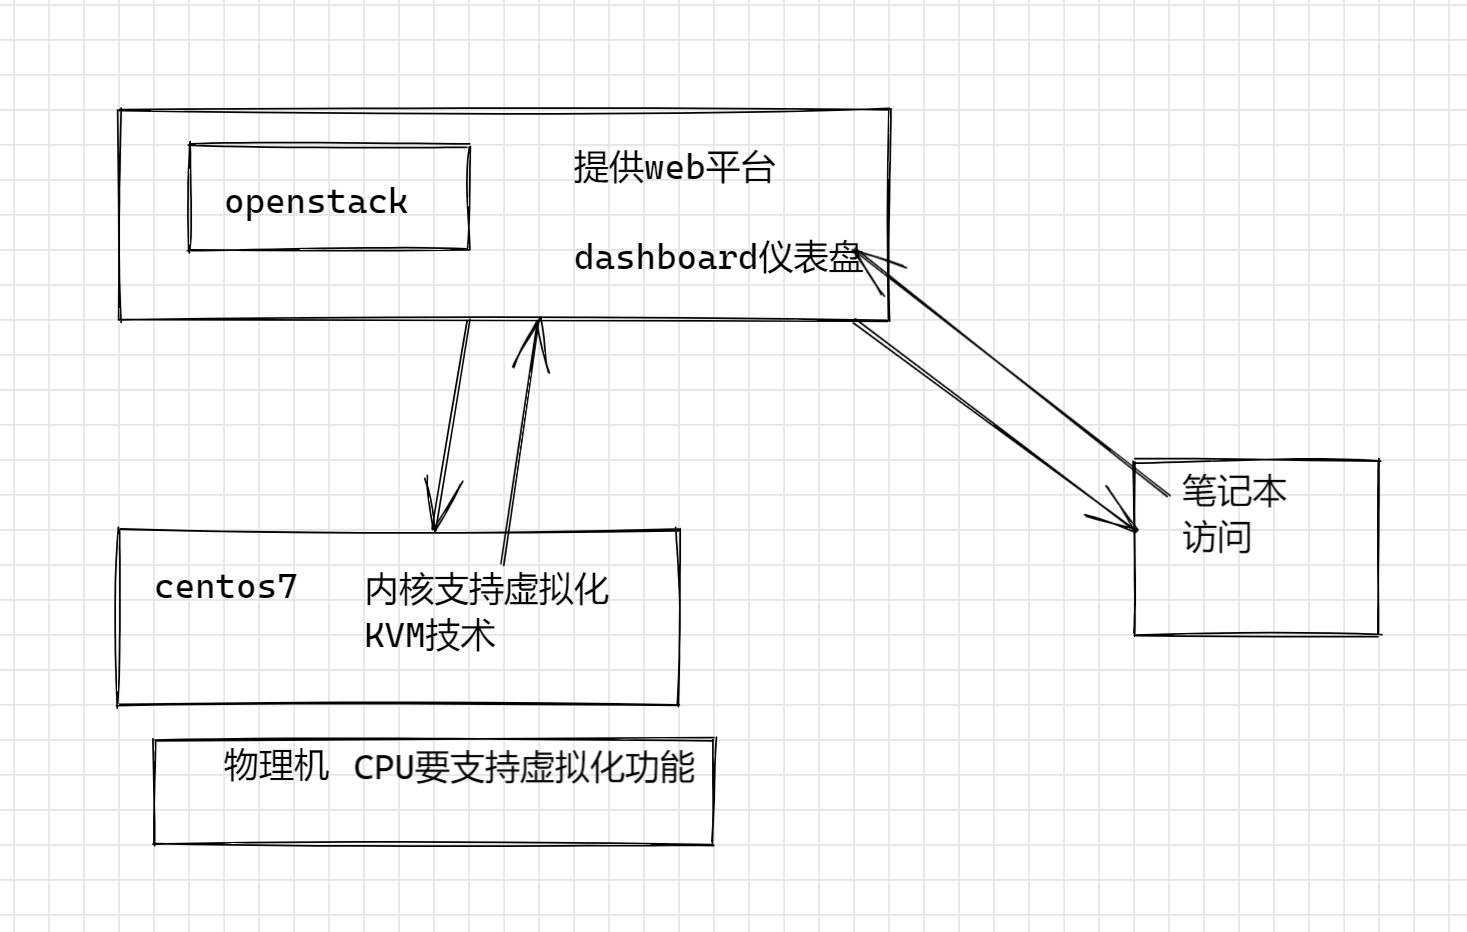 openstack
提供web平台
dashboard仪表盘
笔记本
访问
centos7
内核支持虚拟化
KVM技术
物理机 CPU要支持虚拟化功能